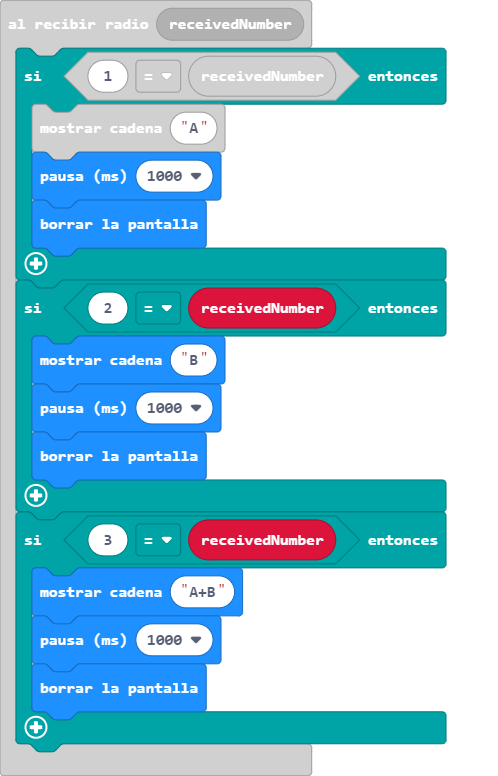 al recibir radio receivedNumber
si 1 = receivedNumber entonces
mostrar cadena "A"
pausa (ms) 1000
borrar la pantalla
si 2 = receivedNumber entonces
mostrar cadena "B"
pausa (ms) 1000
borrar la pantalla
si 3 = receivedNumber entonces
mostrar cadena "A+B"
pausa (ms) 1000
borrar la pantalla